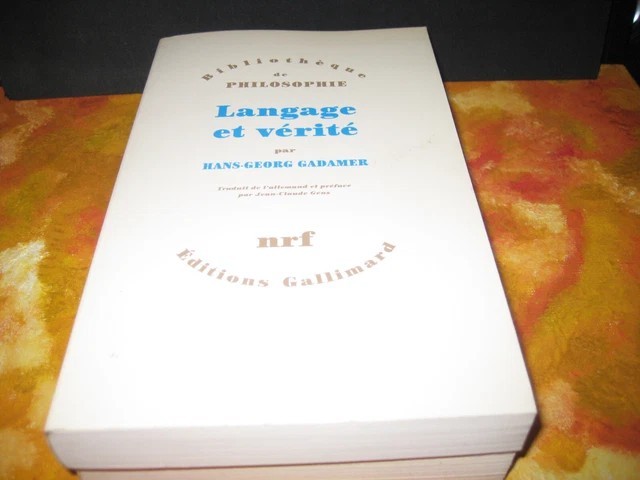 Bibliothèque
de
PHILOSOPHIE
Langage
et vérité
par
HANS-GEORG GADAMER
Traduit de l'allemand et préfacé
par Jean-Claude Gens
nrf
Éditions Gallimard